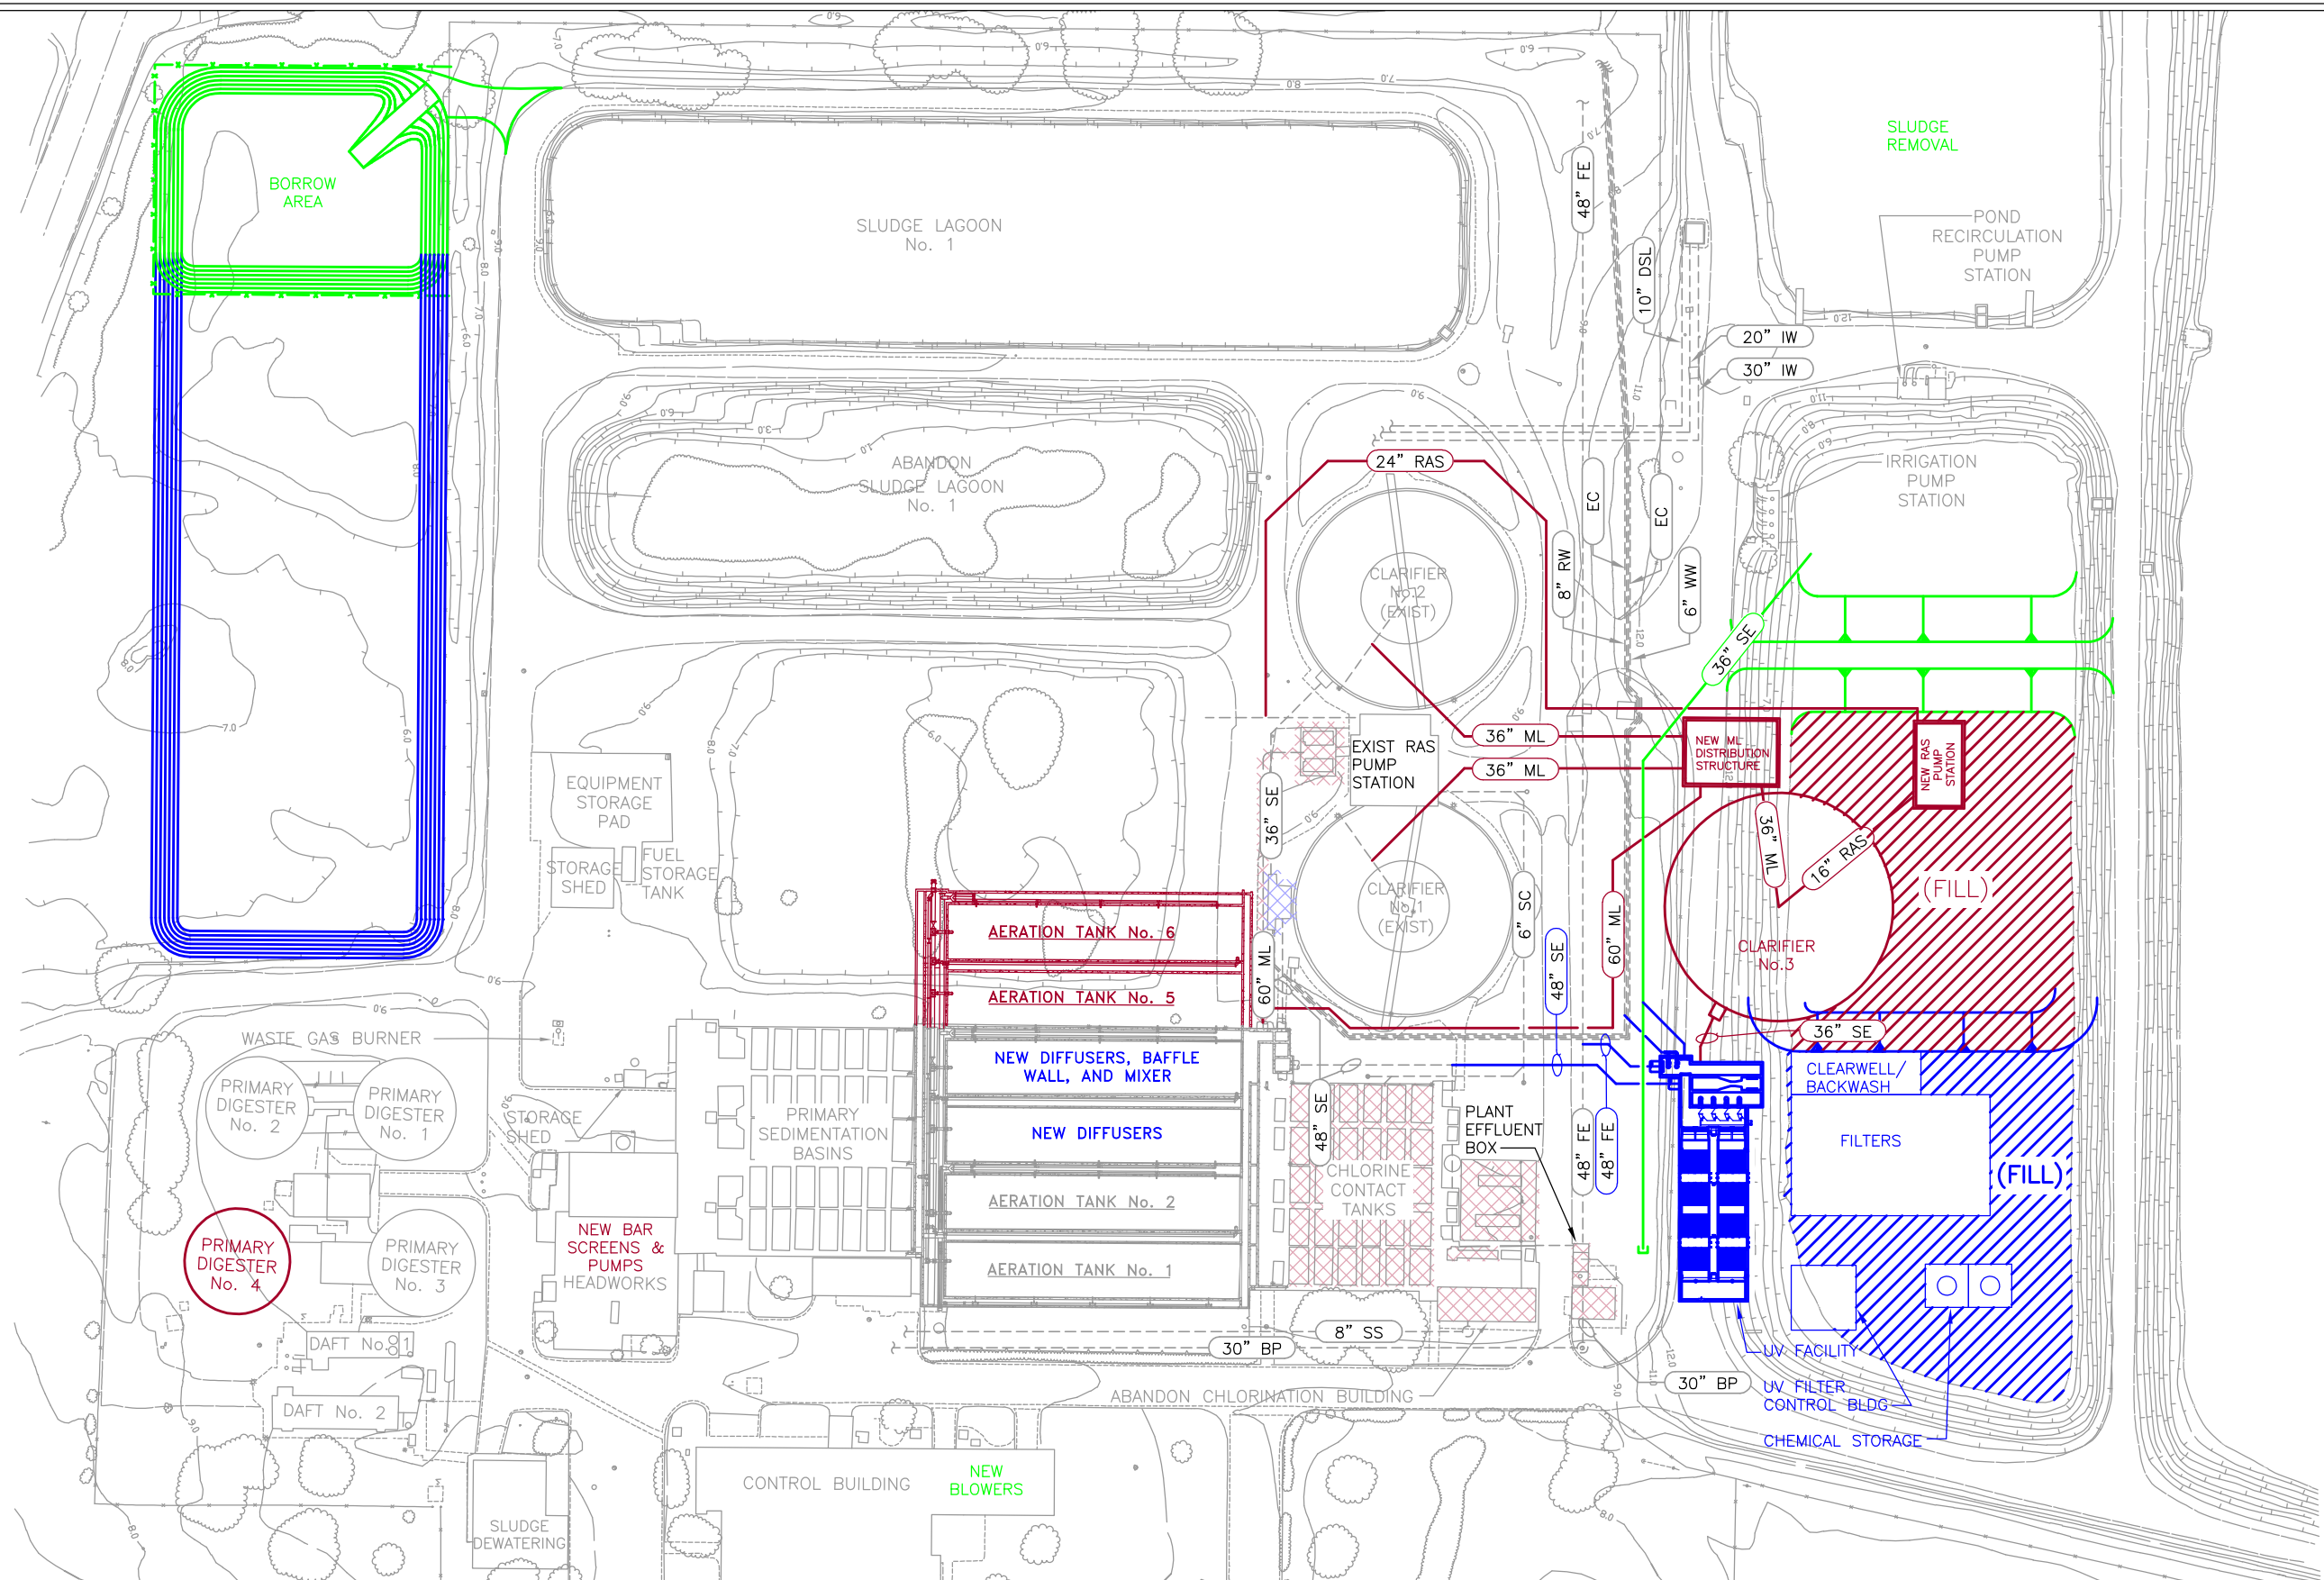 SLUDGE
REMOVAL
BORROW
AREA
SLUDGE LAGOON
No. 1
48" FE
10" DSL
POND
RECIRCULATION
PUMP
STATION
20" IW
30" IW
ABANDON
SLUDGE LAGOON
No. 1
24" RAS
EC
EC
IRRIGATION
PUMP
STATION
CLARIFIER
No.2
(EXIST)
8" RW
6" WW
36" SE
EQUIPMENT
STORAGE
PAD
STORAGE
SHED
FUEL
STORAGE
TANK
EXIST RAS
PUMP
STATION
36" SE
36" ML
36" ML
NEW ML
DISTRIBUTION
STRUCTURE
NEW RAS
PUMP
STATION
36" ML
16" RAS
(FILL)
CLARIFIER
No.1
(EXIST)
6" SC
60" ML
48" SE
60" ML
CLARIFIER
No.3
AERATION TANK No. 6
AERATION TANK No. 5
36" SE
WASTE GAS BURNER
PRIMARY
DIGESTER
No. 2
PRIMARY
DIGESTER
No. 1
STORAGE
SHED
PRIMARY
SEDIMENTATION
BASINS
NEW DIFFUSERS, BAFFLE
WALL, AND MIXER
NEW DIFFUSERS
AERATION TANK No. 2
AERATION TANK No. 1
48" SE
CHLORINE
CONTACT
TANKS
PLANT
EFFLUENT
BOX
48" FE
48" FE
CLEARWELL/
BACKWASH
FILTERS
(FILL)
PRIMARY
DIGESTER
No. 4
PRIMARY
DIGESTER
No. 3
NEW BAR
SCREENS &
PUMPS
HEADWORKS
DAFT No. 1
DAFT No. 2
8" SS
30" BP
30" BP
ABANDON CHLORINATION BUILDING
UV FACILITY
UV FILTER
CONTROL BLDG
CHEMICAL STORAGE
CONTROL BUILDING
NEW
BLOWERS
SLUDGE
DEWATERING